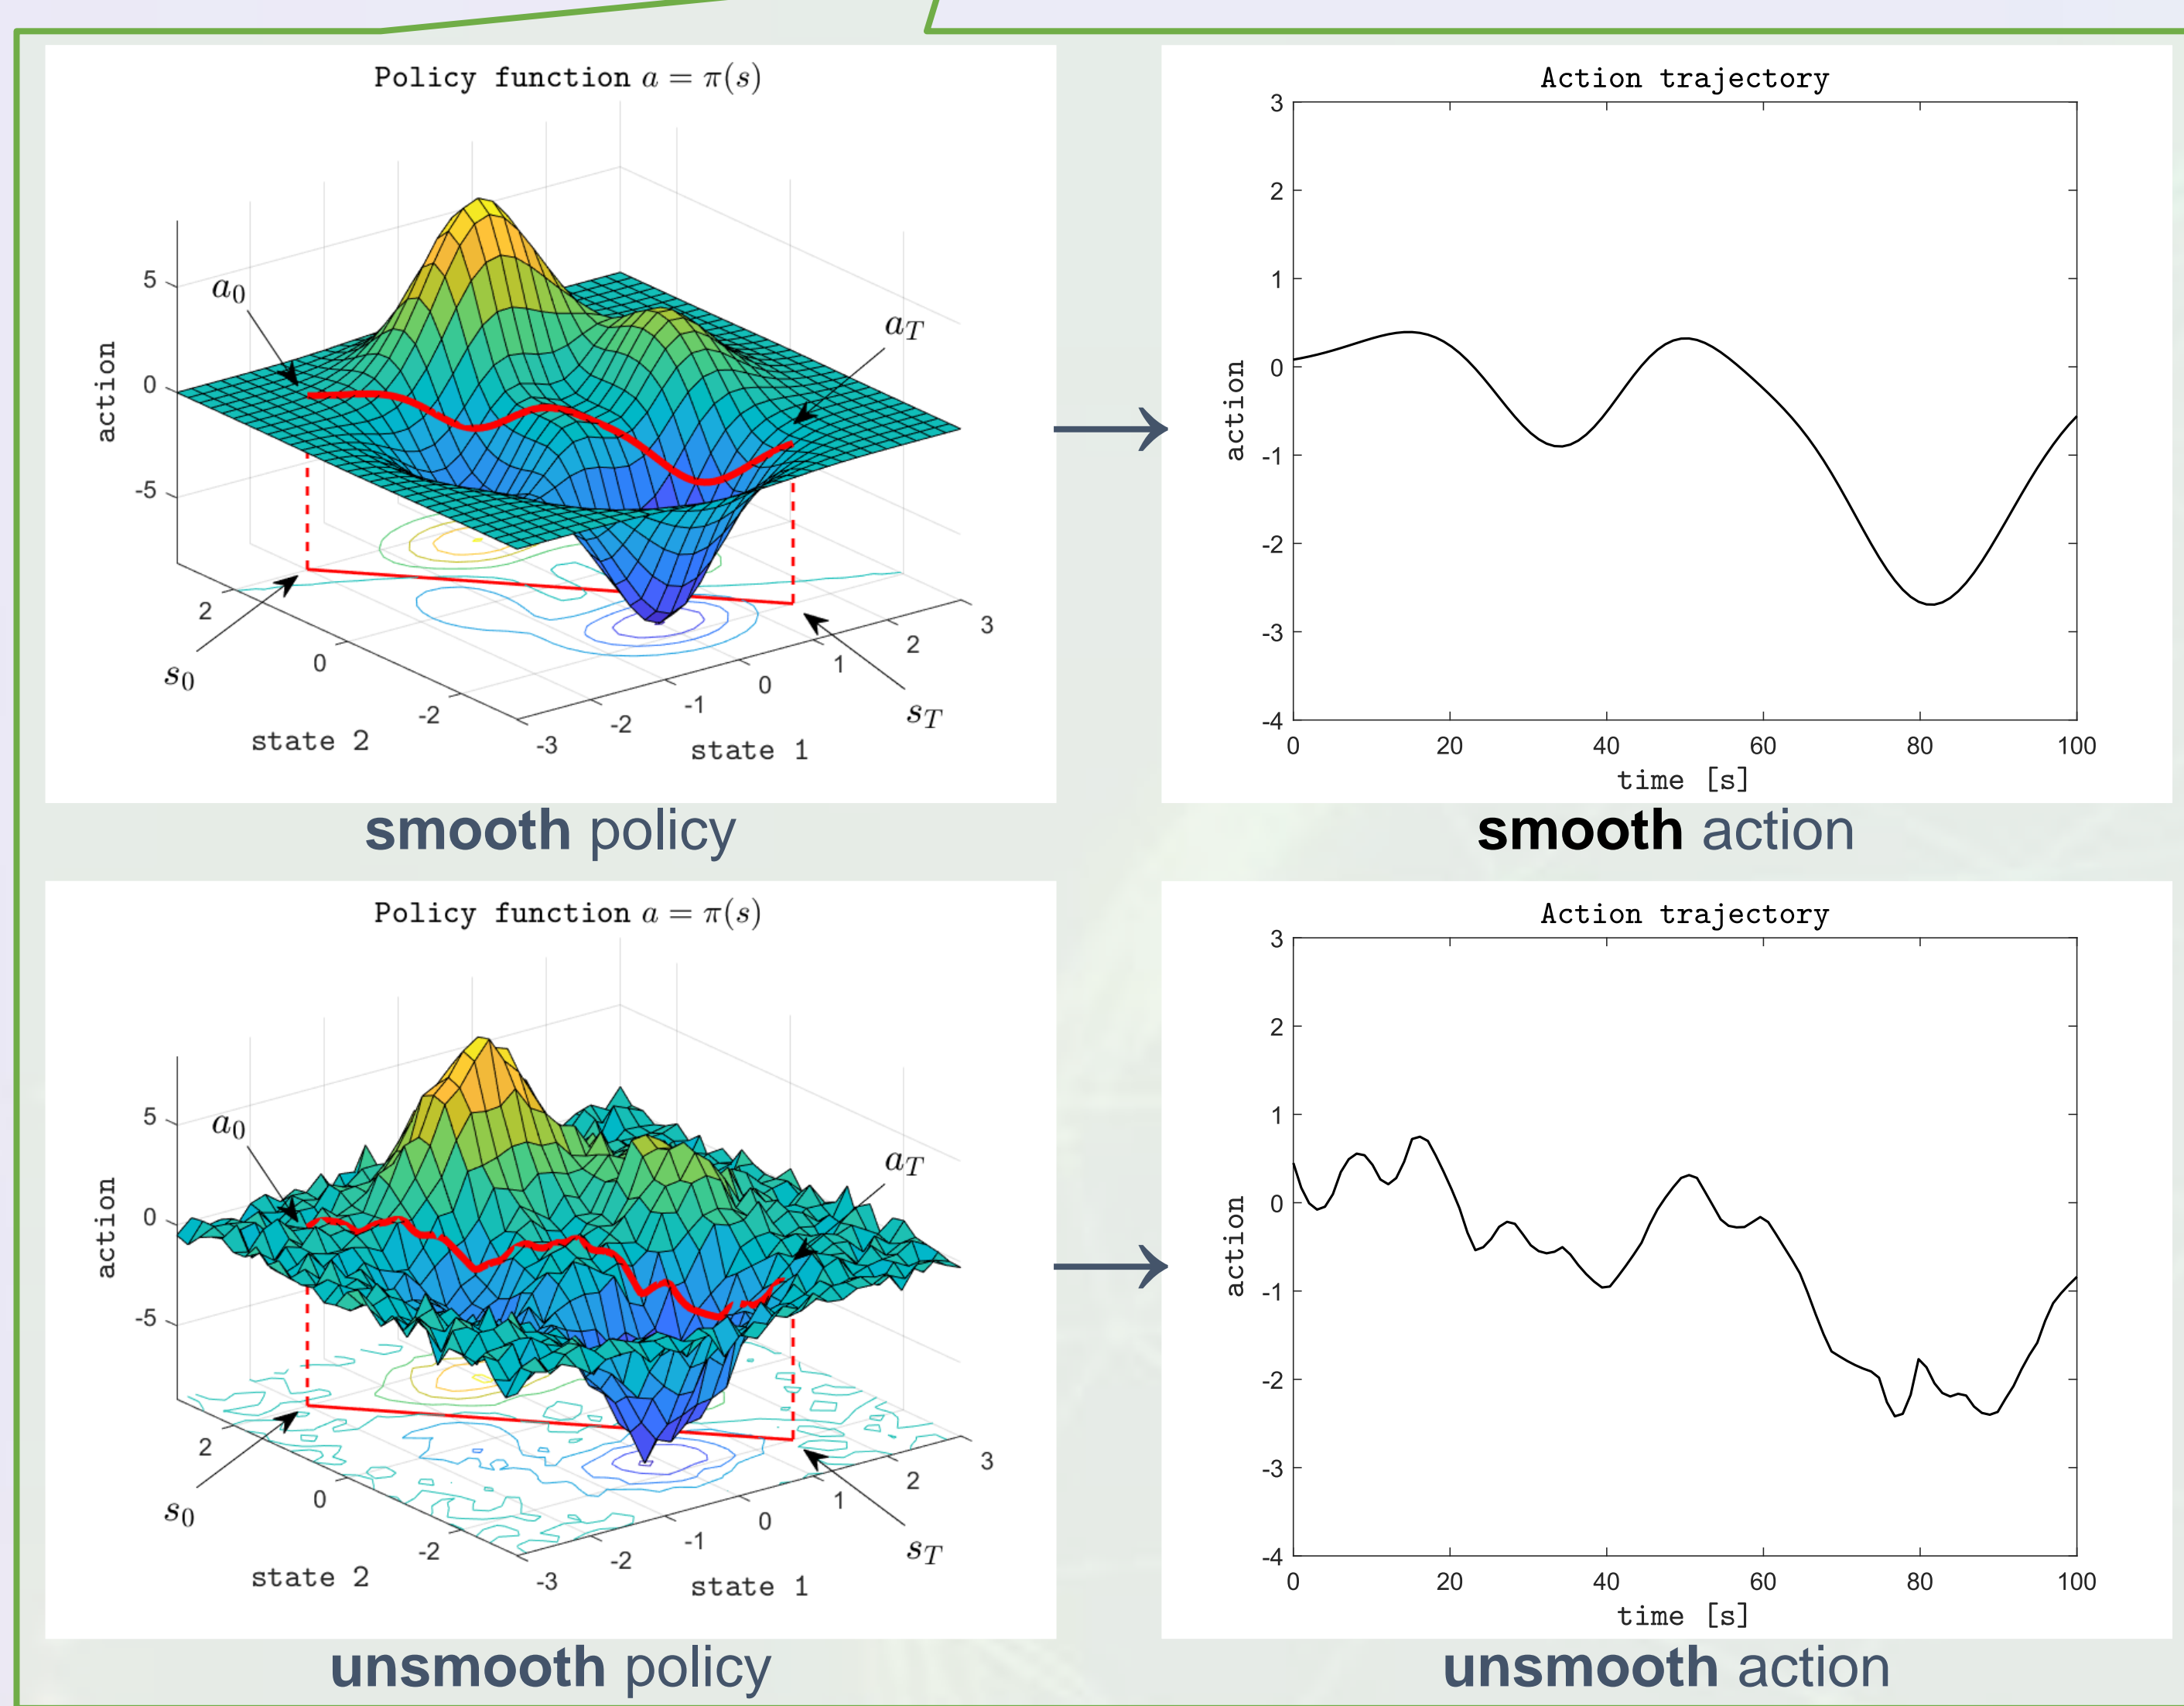 Policy function a = π(s)
5
0
-5
action
a₀
a_T
s₀
s_T
2
0
-2
state 2
-3
-2
-1
0
1
2
3
state 1
smooth policy
Action trajectory
3
2
1
0
-1
-2
-3
-4
action
0 20 40 60 80 100
time [s]
smooth action
Policy function a = π(s)
5
0
-5
action
a₀
a_T
s₀
s_T
2
0
-2
state 2
-3
-2
-1
0
1
2
3
state 1
unsmooth policy
Action trajectory
3
2
1
0
-1
-2
-3
-4
action
0 20 40 60 80 100
time [s]
unsmooth action